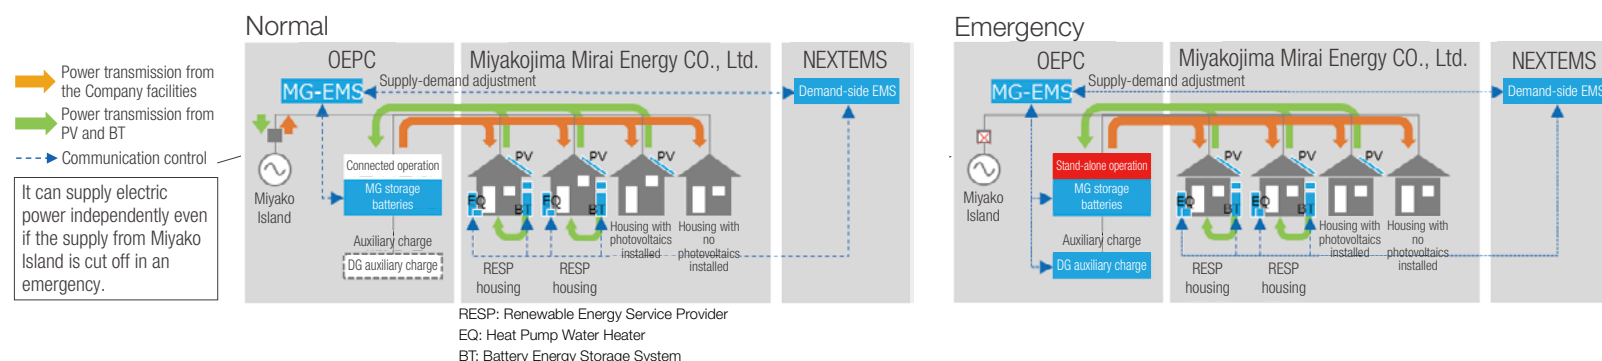 Normal
OEPC
Miyakojima Mirai Energy CO., Ltd.
NEXTEMS
Power transmission from
the Company facilities
Power transmission from
PV and BT
Communication control
It can supply electric
power independently even
if the supply from Miyako
Island is cut off in an
emergency.
MG-EMS
Supply-demand adjustment
Demand-side EMS
Miyako
Island
Connected operation
MG storage
batteries
Auxiliary charge
DG auxiliary charge
PV
PV
EQ
BT
EQ
BT
RESP
housing
RESP
housing
Housing with
photovoltaics
installed
Housing with
no
photovoltaics
installed
RESP: Renewable Energy Service Provider
EQ: Heat Pump Water Heater
BT: Battery Energy Storage System
Emergency
OEPC
Miyakojima Mirai Energy CO., Ltd.
NEXTEMS
MG-EMS
Supply-demand adjustment
Demand-side EMS
Miyako
Island
Stand-alone operation
MG storage
batteries
Auxiliary charge
DG auxiliary charge
PV
PV
PV
EQ
BT
EQ
BT
RESP
housing
RESP
housing
Housing with
photovoltaics
installed
Housing with
no
photovoltaics
installed